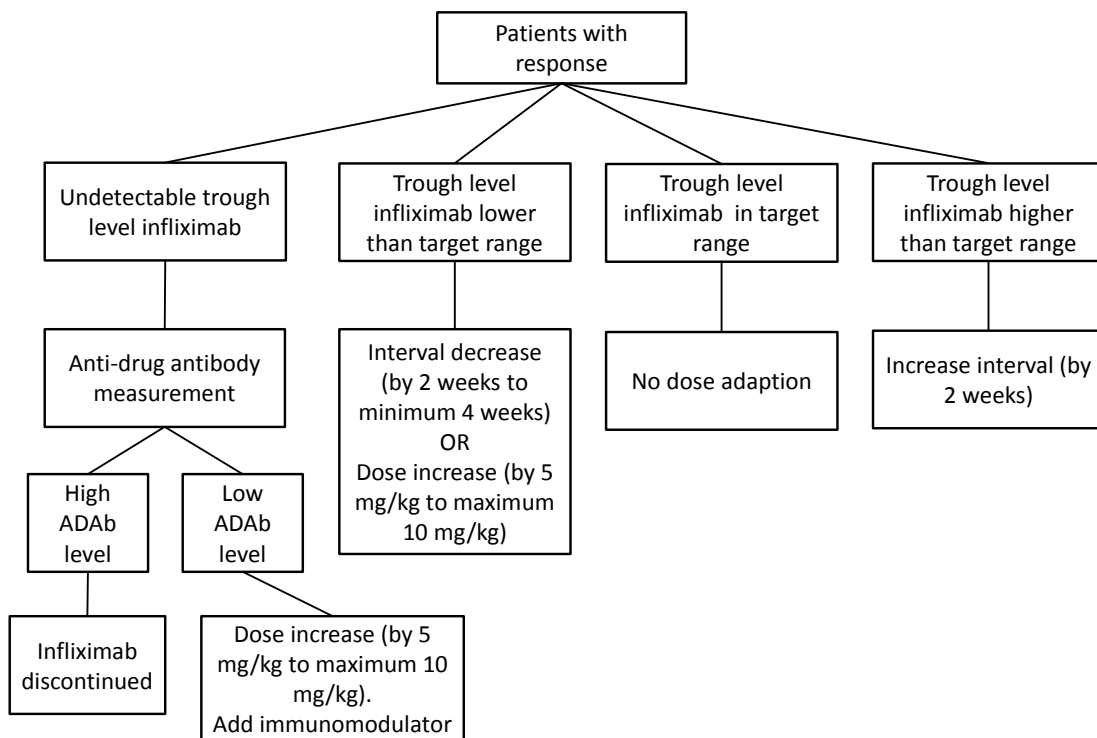 Patients with
response
Undetectable trough
level infliximab
Trough level
infliximab lower
than target range
Trough level
infliximab in target
range
Trough level
infliximab higher
than target range
Anti-drug antibody
measurement
Interval decrease
(by 2 weeks to
minimum 4 weeks)
OR
Dose increase (by 5
mg/kg to maximum
10 mg/kg)
No dose adaption
Increase interval (by
2 weeks)
High
ADAb
level
Low
ADAb
level
Infliximab
discontinued
Dose increase (by 5
mg/kg to maximum 10
mg/kg).
Add immunomodulator